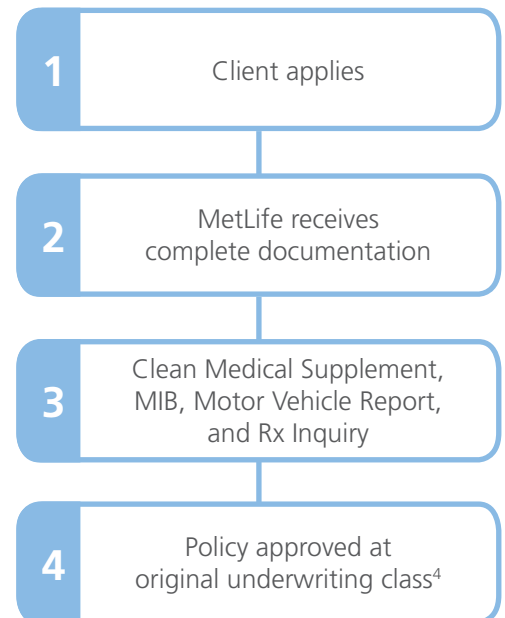 1
Client applies
2
MetLife receives
complete documentation
3
Clean Medical Supplement,
MIB, Motor Vehicle Report,
and Rx Inquiry
4
Policy approved at
original underwriting class⁴